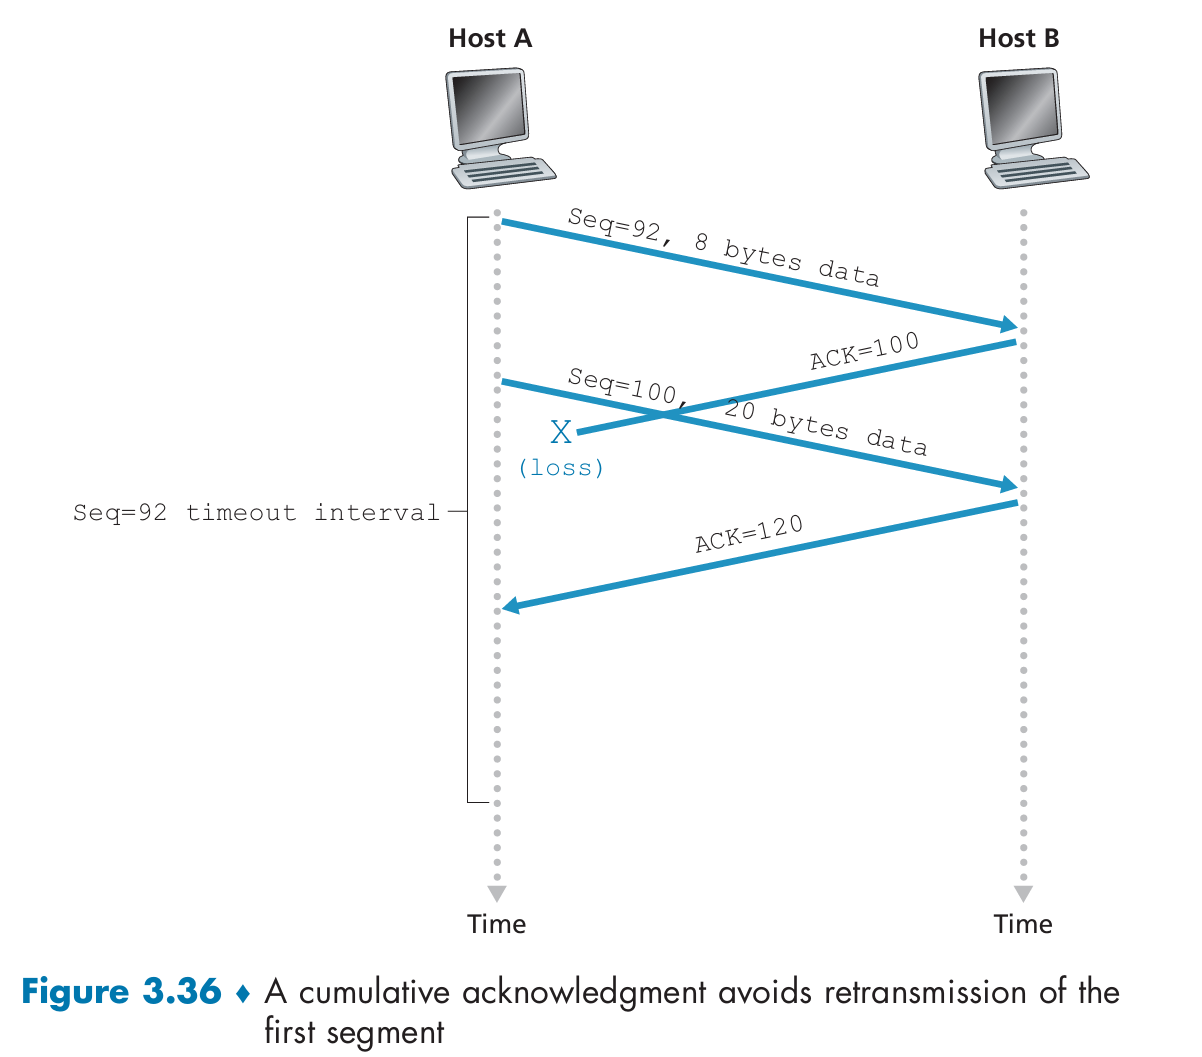 Host A
Host B
Seq=92, 8 bytes data
ACK=100
Seq=100, 20 bytes data
X
(loss)
Seq=92 timeout interval
ACK=120
Time
Time
Figure 3.36 ♦ A cumulative acknowledgment avoids retransmission of the
first segment